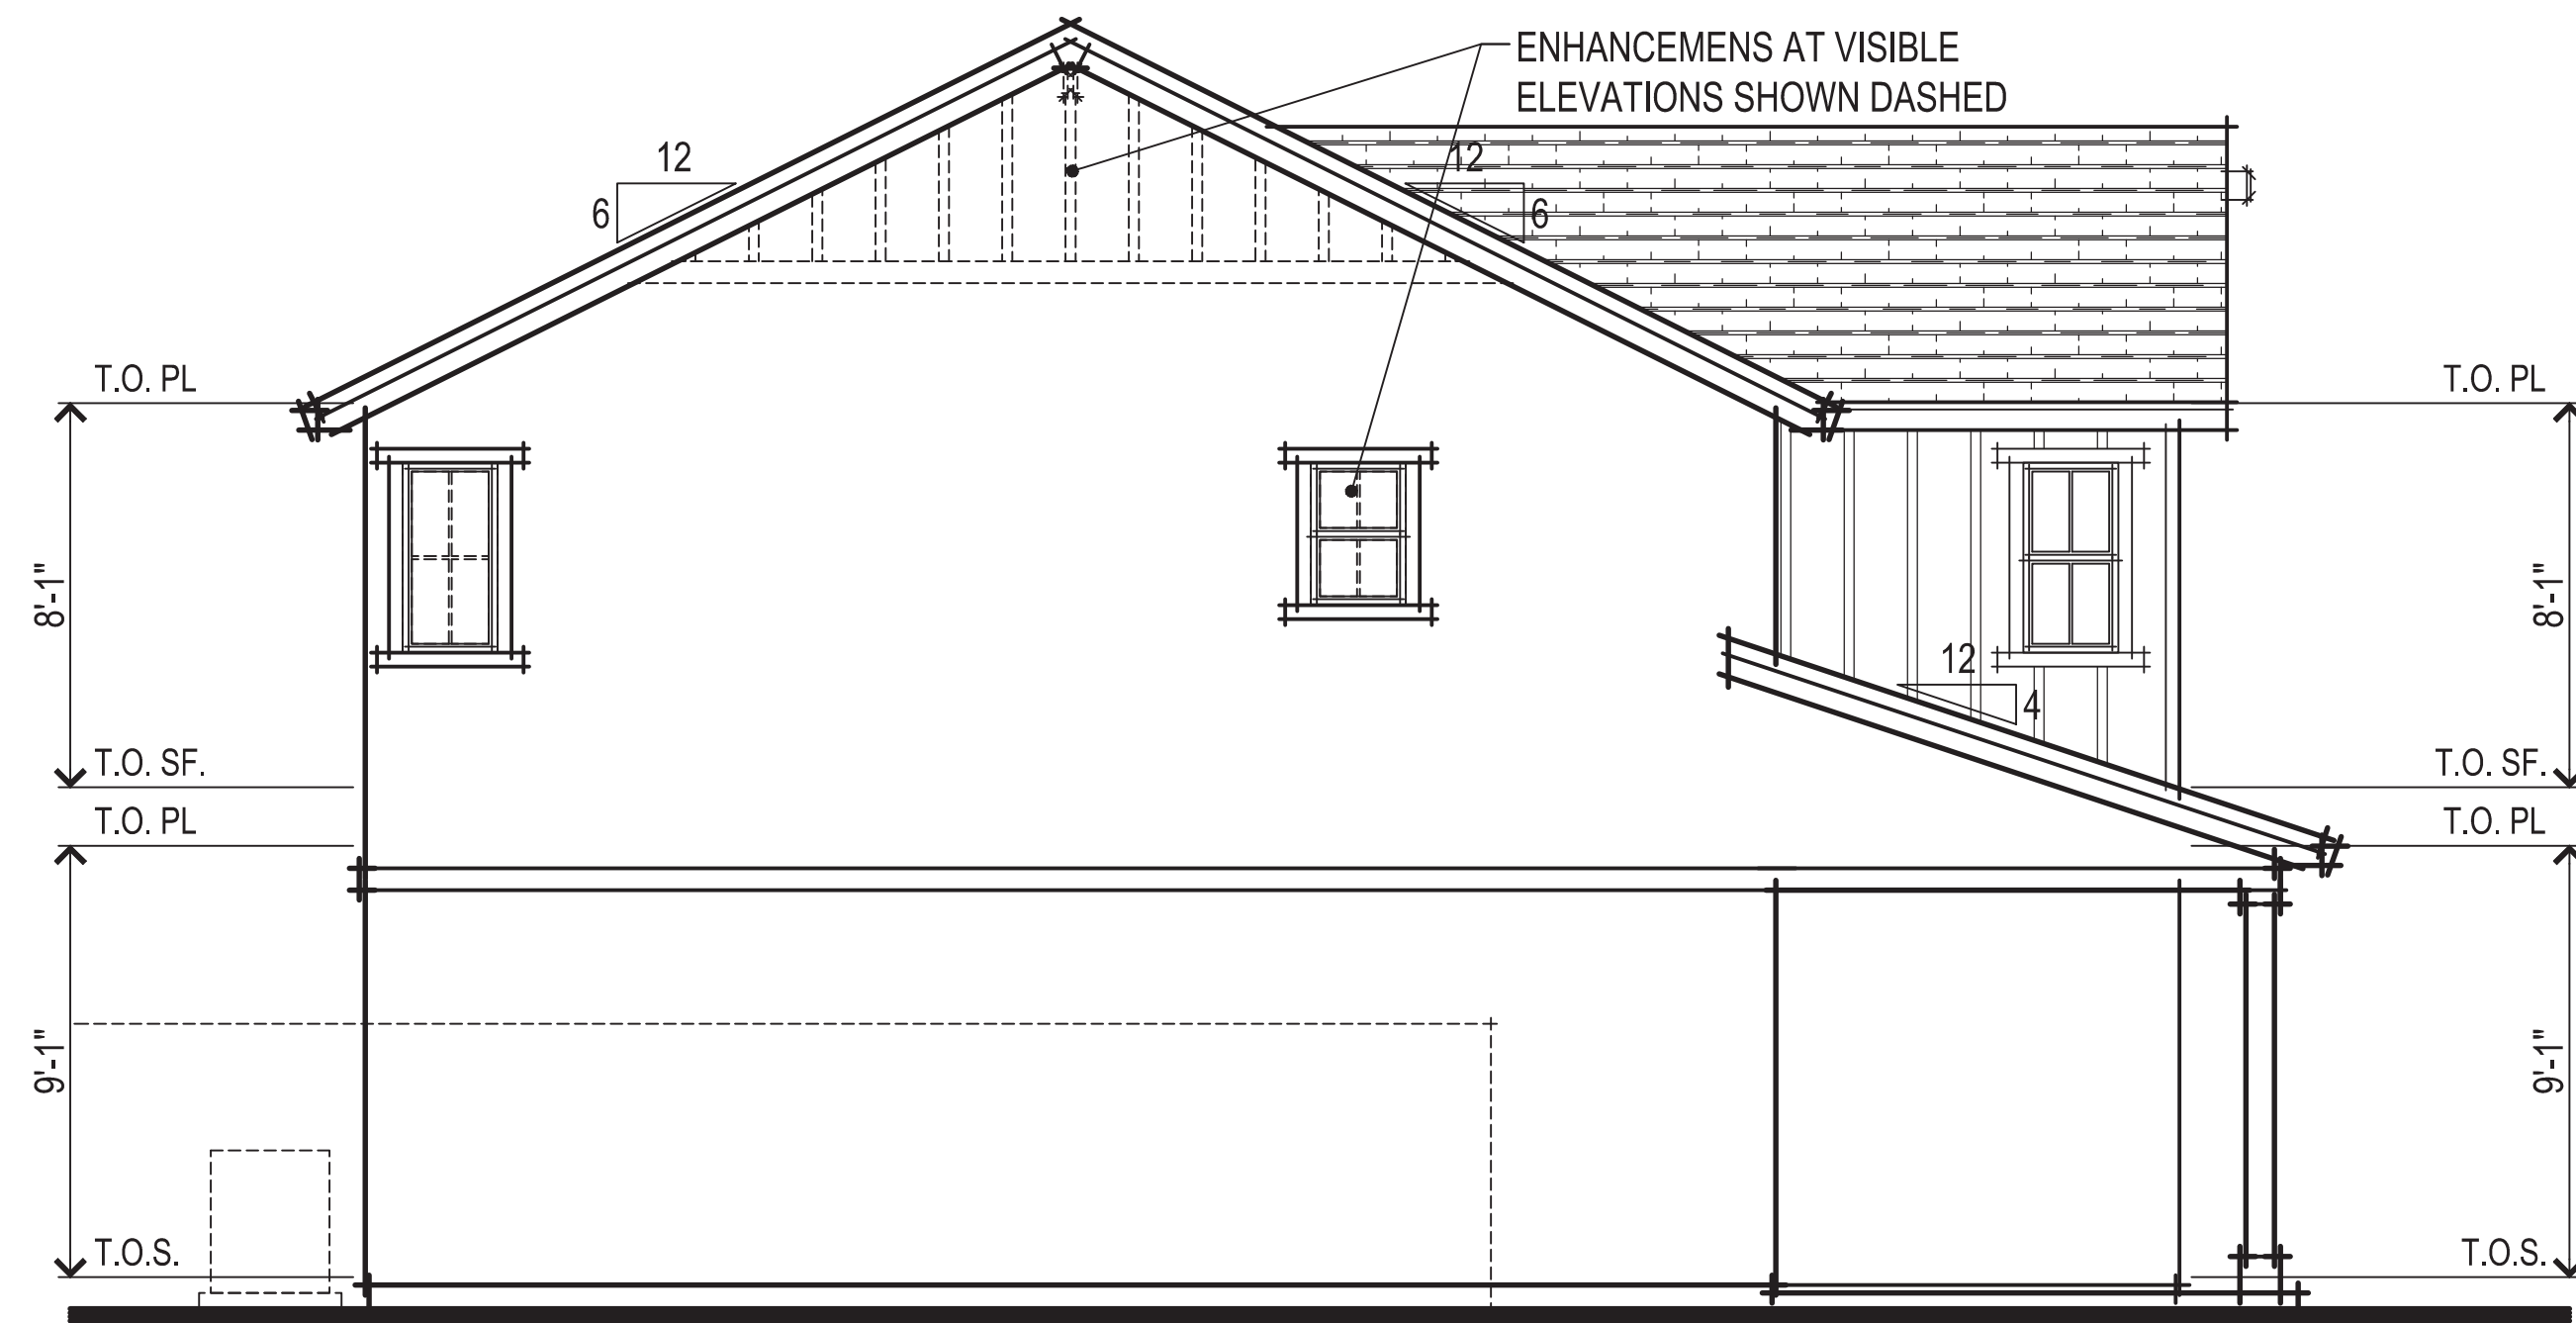 ENHANCEMENS AT VISIBLE
ELEVATIONS SHOWN DASHED
12
6
12
6
T.O. PL
T.O. PL
8'-1"
8'-1"
12
4
T.O. SF.
T.O. SF.
T.O. PL
T.O. PL
9'-1"
9'-1"
T.O.S.
T.O.S.